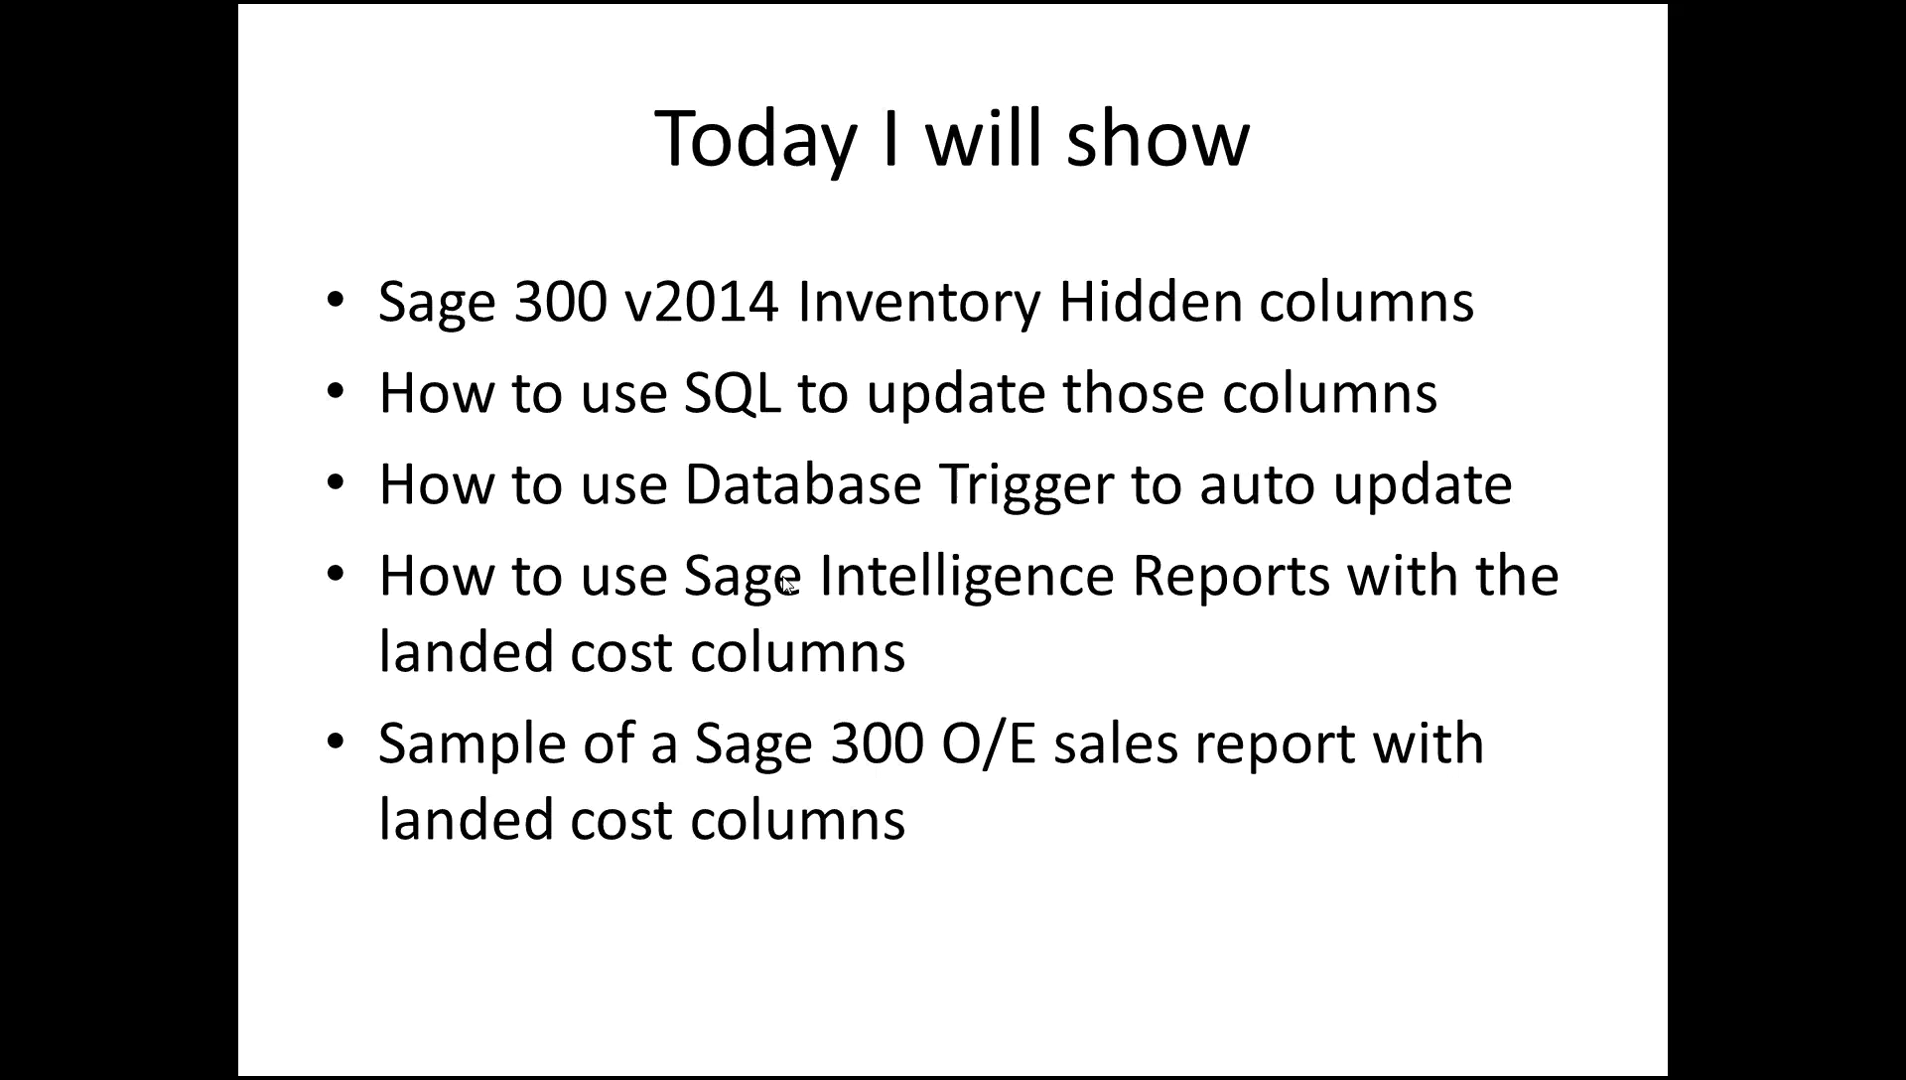 Today I will show
• Sage 300 v2014 Inventory Hidden columns
• How to use SQL to update those columns
• How to use Database Trigger to auto update
• How to use Sage Intelligence Reports with the
landed cost columns
• Sample of a Sage 300 O/E sales report with
landed cost columns